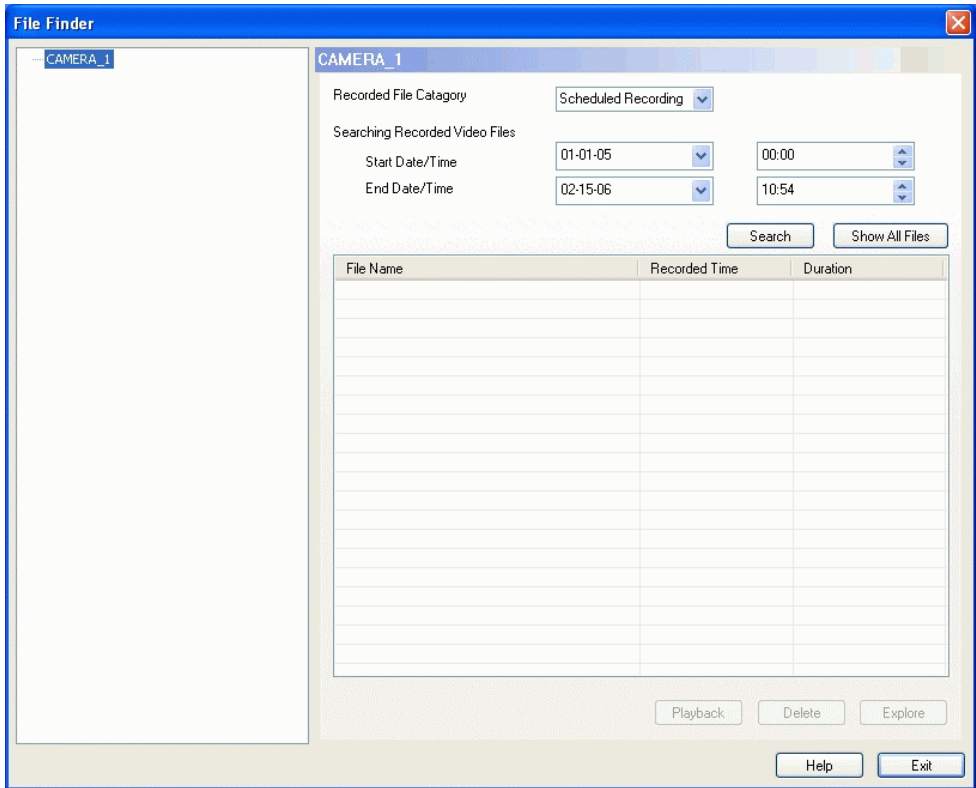 File Finder
CAMERA_1
CAMERA_1
Recorded File Catagory
Scheduled Recording
Searching Recorded Video Files
Start Date/Time
01-01-05
00:00
End Date/Time
02-15-06
10:54
Search
Show All Files
File Name
Recorded Time
Duration
Playback
Delete
Explore
Help
Exit